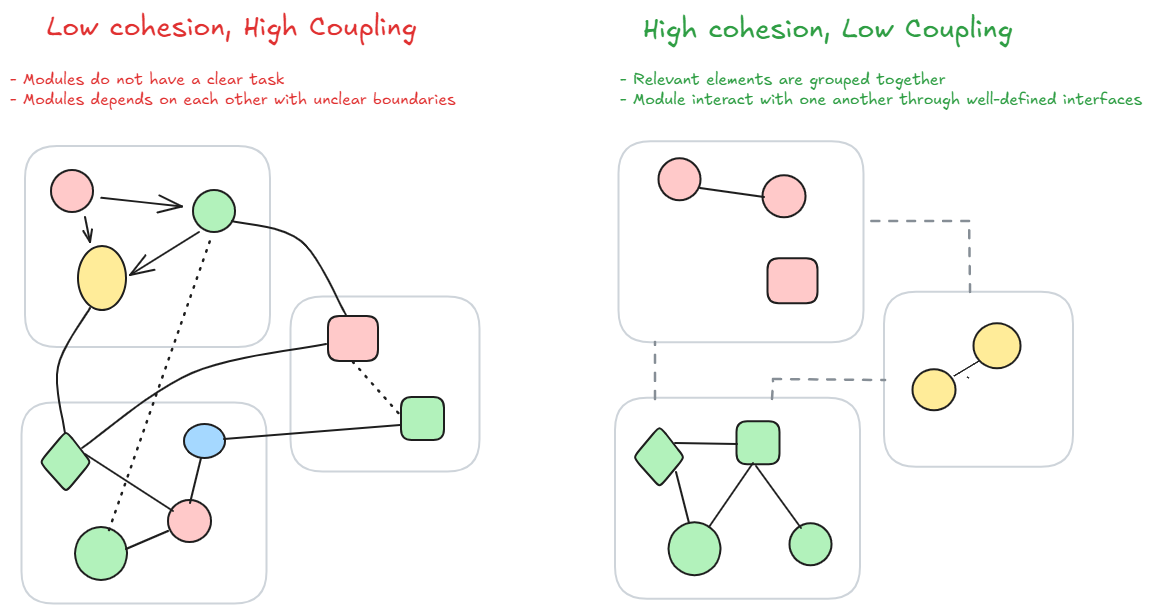 Low cohesion, High Coupling
- Modules do not have a clear task
- Modules depends on each other with unclear boundaries
High cohesion, Low Coupling
- Relevant elements are grouped together
- Module interact with one another through well-defined interfaces